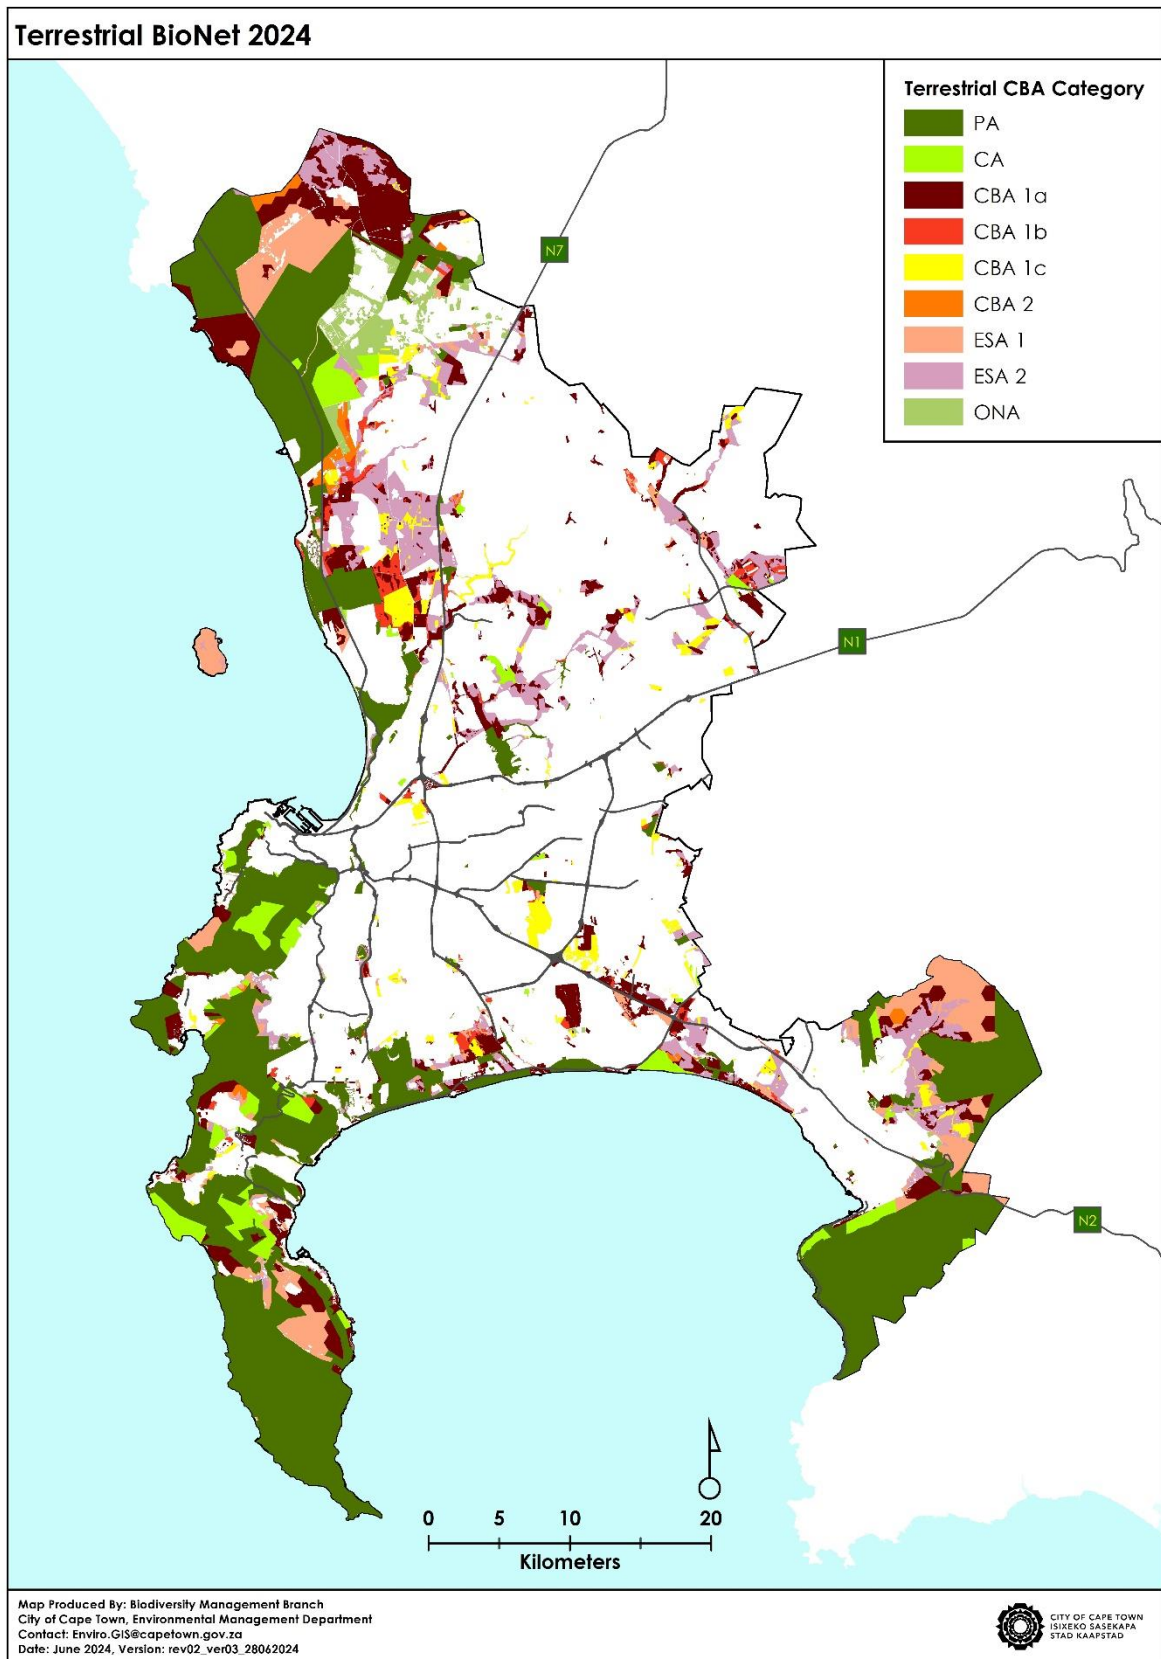 Terrestrial BioNet 2024
Terrestrial CBA Category
PA
CA
CBA 1a
CBA 1b
CBA 1c
CBA 2
ESA 1
ESA 2
ONA
N7
N1
N2
0 5 10 20
Kilometers
Map Produced By: Biodiversity Management Branch
City of Cape Town, Environmental Management Department
Contact: Enviro.GIS@capetown.gov.za
Date: June 2024, Version: rev02_ver03_28062024
CITY OF CAPE TOWN
ISIXEKO SASEKAPA
STAD KAAPSTAD